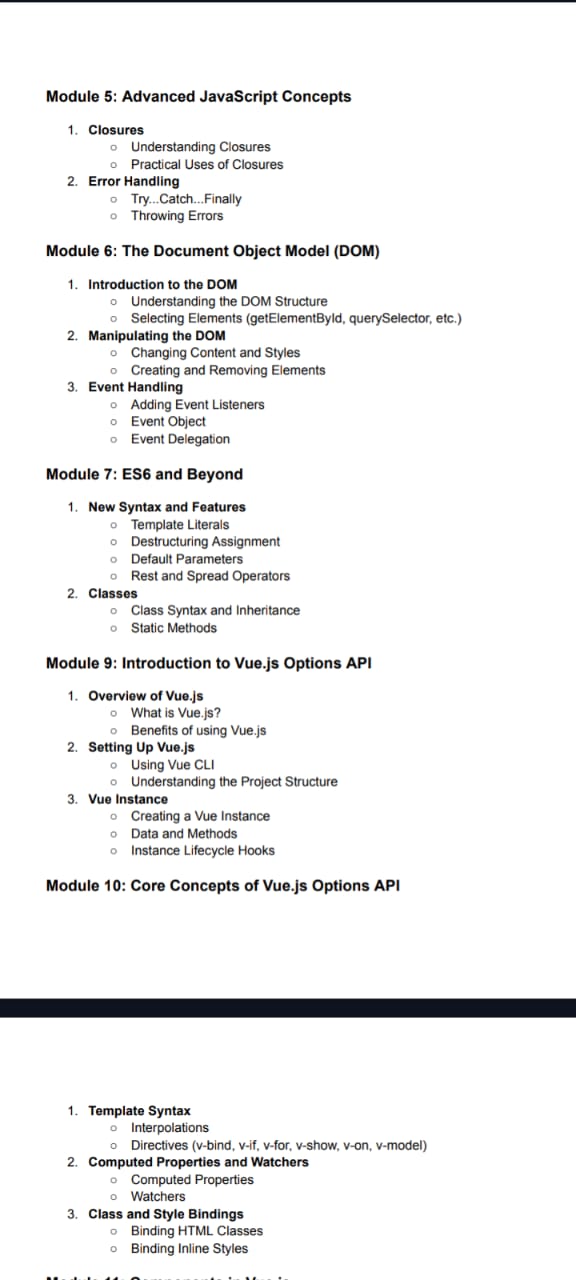 Module 5: Advanced JavaScript Concepts
1. Closures
○ Understanding Closures
○ Practical Uses of Closures
2. Error Handling
○ Try...Catch...Finally
○ Throwing Errors
Module 6: The Document Object Model (DOM)
1. Introduction to the DOM
○ Understanding the DOM Structure
○ Selecting Elements (getElementById, querySelector, etc.)
2. Manipulating the DOM
○ Changing Content and Styles
○ Creating and Removing Elements
3. Event Handling
○ Adding Event Listeners
○ Event Object
○ Event Delegation
Module 7: ES6 and Beyond
1. New Syntax and Features
○ Template Literals
○ Destructuring Assignment
○ Default Parameters
○ Rest and Spread Operators
2. Classes
○ Class Syntax and Inheritance
○ Static Methods
Module 9: Introduction to Vue.js Options API
1. Overview of Vue.js
○ What is Vue.js?
○ Benefits of using Vue.js
2. Setting Up Vue.js
○ Using Vue CLI
○ Understanding the Project Structure
3. Vue Instance
○ Creating a Vue Instance
○ Data and Methods
○ Instance Lifecycle Hooks
Module 10: Core Concepts of Vue.js Options API
1. Template Syntax
○ Interpolations
○ Directives (v-bind, v-if, v-for, v-show, v-on, v-model)
2. Computed Properties and Watchers
○ Computed Properties
○ Watchers
3. Class and Style Bindings
○ Binding HTML Classes
○ Binding Inline Styles